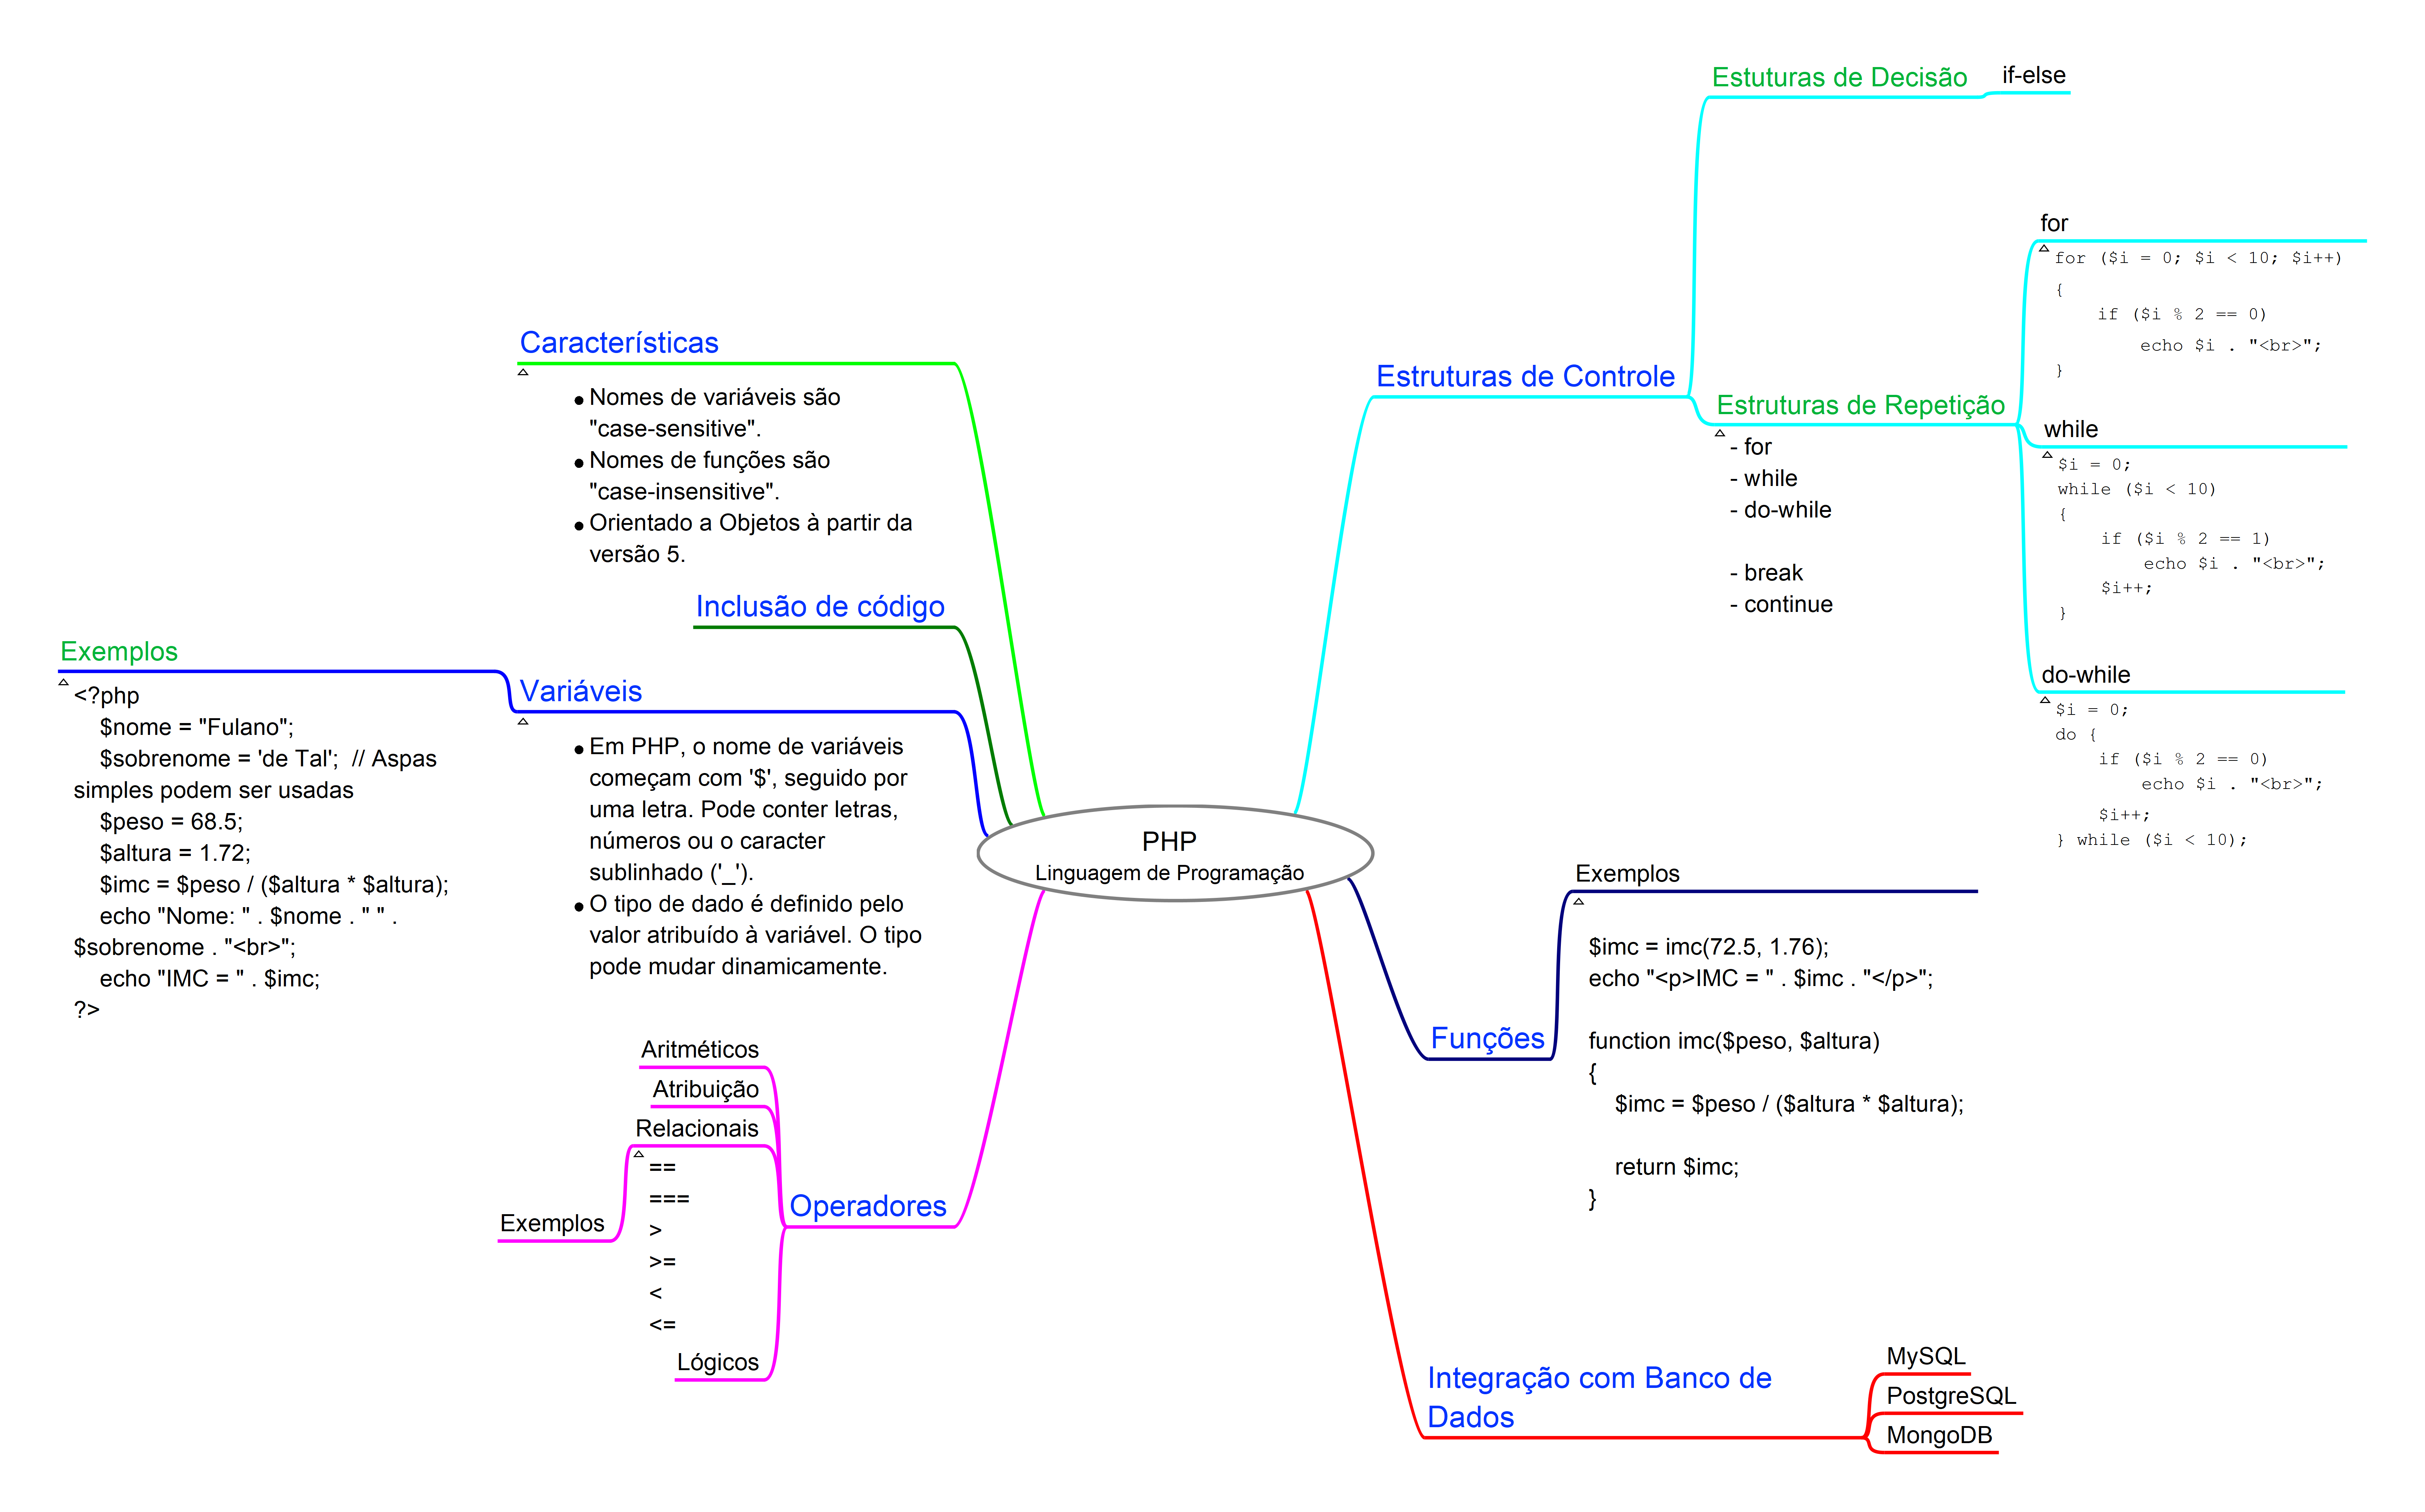 PHP
Linguagem de Programação
Estruturas de Controle
Estuturas de Decisão
if-else
Estruturas de Repetição
- for
- while
- do-while
- break
- continue
for
for ($i = 0; $i < 10; $i++)
{
if ($i % 2 == 0)
echo $i . "<br>";
}
while
$i = 0;
while ($i < 10)
{
if ($i % 2 == 1)
echo $i . "<br>";
$i++;
}
do-while
$i = 0;
do {
if ($i % 2 == 0)
echo $i . "<br>";
$i++;
} while ($i < 10);
Funções
Exemplos
$imc = imc(72.5, 1.76);
echo "<p>IMC = " . $imc . "</p>";
function imc($peso, $altura)
{
$imc = $peso / ($altura * $altura);
return $imc;
}
Integração com Banco de
Dados
MySQL
PostgreSQL
MongoDB
Características
• Nomes de variáveis são
"case-sensitive".
• Nomes de funções são
"case-insensitive".
• Orientado a Objetos à partir da
versão 5.
Inclusão de código
Variáveis
• Em PHP, o nome de variáveis
começam com '$', seguido por
uma letra. Pode conter letras,
números ou o caracter
sublinhado ('_').
• O tipo de dado é definido pelo
valor atribuído à variável. O tipo
pode mudar dinamicamente.
Exemplos
<?php
$nome = "Fulano";
$sobrenome = 'de Tal';  // Aspas
simples podem ser usadas
$peso = 68.5;
$altura = 1.72;
$imc = $peso / ($altura * $altura);
echo "Nome: " . $nome . " " .
$sobrenome . "<br>";
echo "IMC = " . $imc;
?>
Operadores
Aritméticos
Atribuição
Relacionais
==
===
>
>=
<
<=
Exemplos
Lógicos